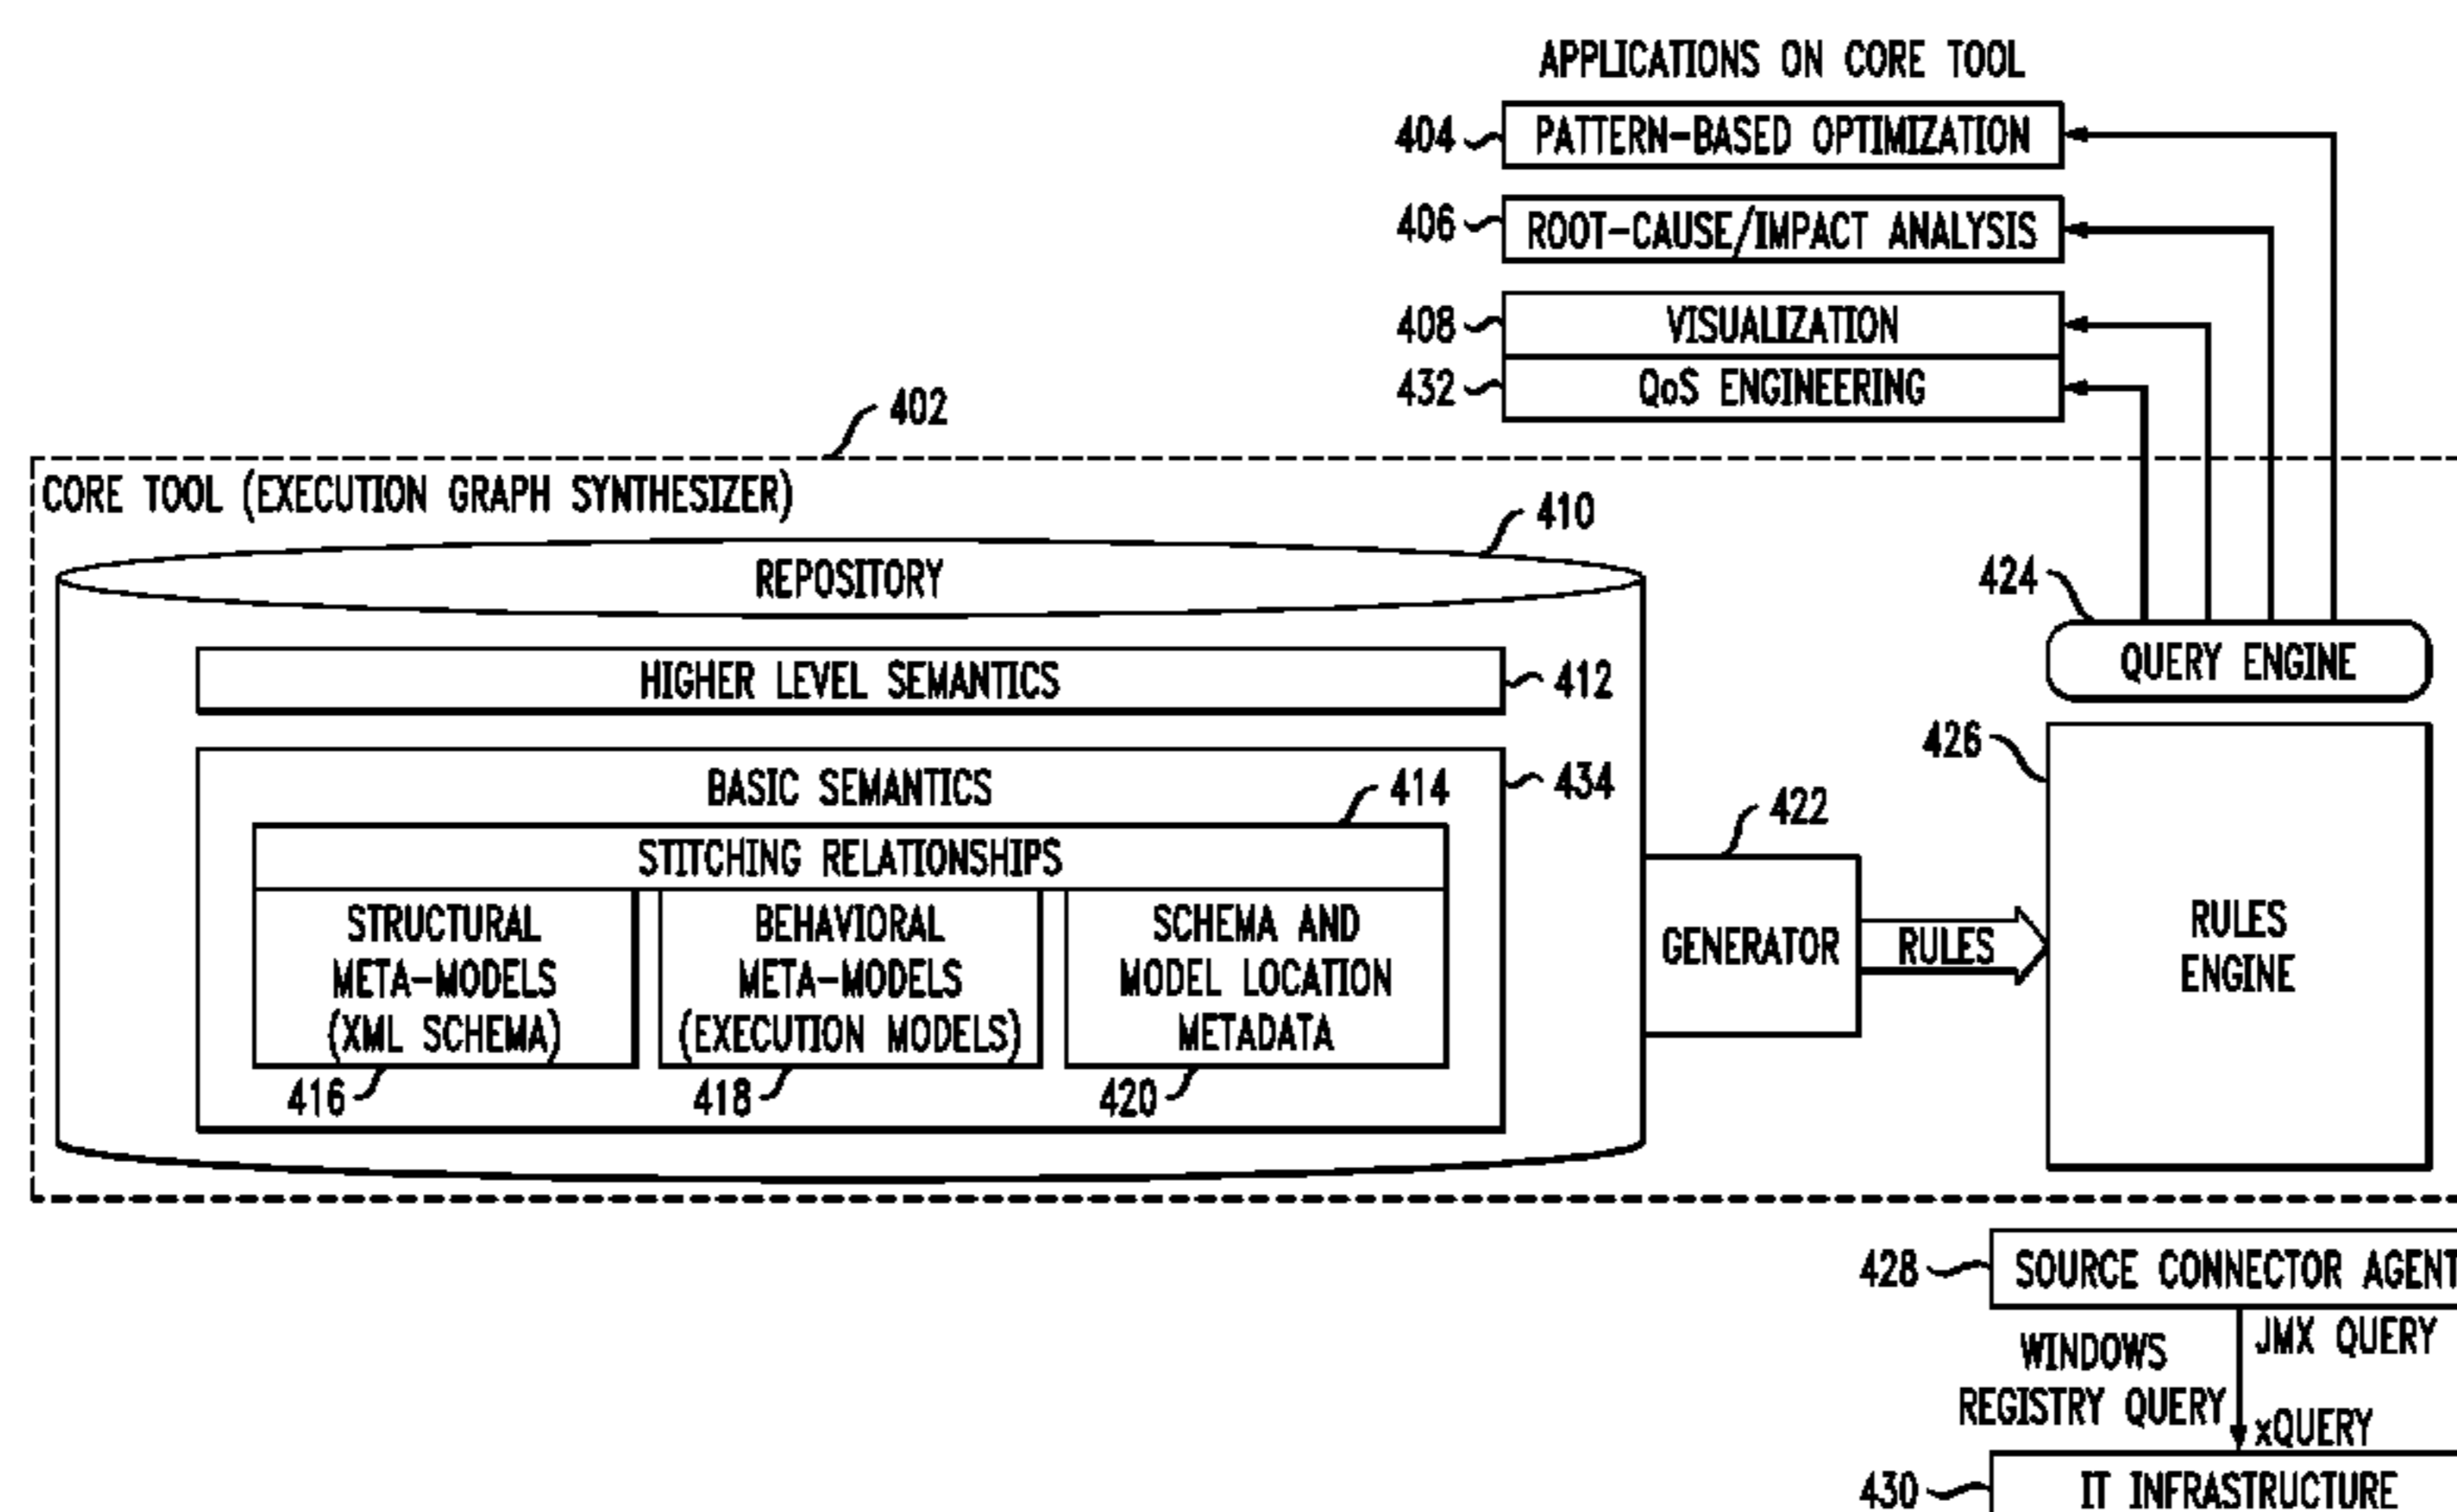 APPLICATIONS ON CORE TOOL
404 PATTERN-BASED OPTIMIZATION
406 ROOT-CAUSE/IMPACT ANALYSIS
408 VISUALIZATION
432 QoS ENGINEERING
402
CORE TOOL (EXECUTION GRAPH SYNTHESIZER)
410
REPOSITORY
424
QUERY ENGINE
HIGHER LEVEL SEMANTICS 412
426
BASIC SEMANTICS 434
414
STITCHING RELATIONSHIPS
422
STRUCTURAL
META-MODELS
(XML SCHEMA)
416
BEHAVIORAL
META-MODELS
(EXECUTION MODELS)
418
SCHEMA AND
MODEL LOCATION
METADATA
420
GENERATOR
RULES
RULES
ENGINE
428 SOURCE CONNECTOR AGENT
WINDOWS
REGISTRY QUERY
JMX QUERY
xQUERY
430 IT INFRASTRUCTURE